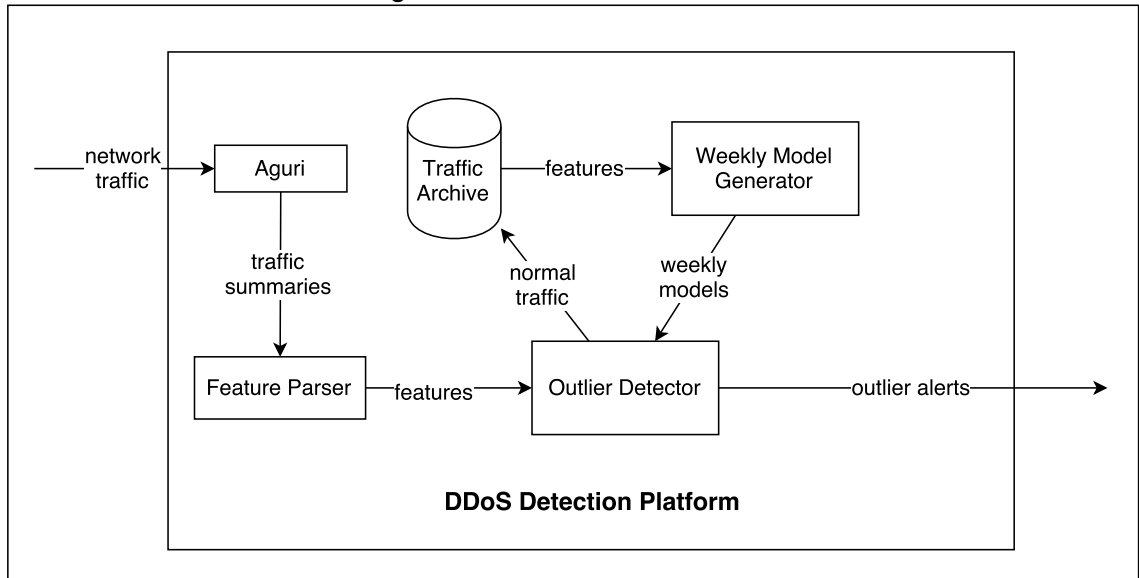 network
traffic
Aguri
Traffic
Archive
features
Weekly Model
Generator
traffic
summaries
normal
traffic
weekly
models
Feature Parser
features
Outlier Detector
outlier alerts
DDoS Detection Platform